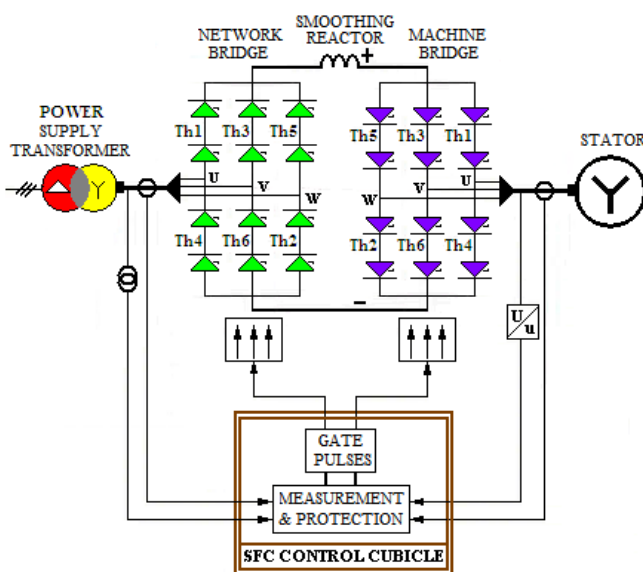 SMOOTHING
REACTOR
+
NETWORK
BRIDGE
MACHINE
BRIDGE
POWER
SUPPLY
TRANSFORMER
STATOR
Th1
Th3
Th5
Th5
Th3
Th1
U
V
W
W
V
U
Y
Y
Th4
Th6
Th2
Th2
Th6
Th4
−
U
u
GATE
PULSES
MEASUREMENT
& PROTECTION
SFC CONTROL CUBICLE